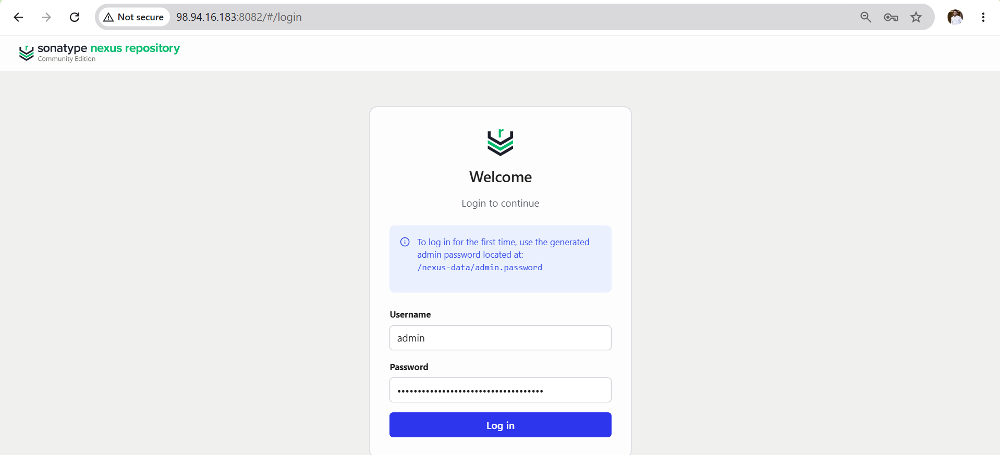 Not secure
98.94.16.183:8082/#/login
sonatype nexus repository
Community Edition
r
Welcome
Login to continue
To log in for the first time, use the generated
admin password located at:
/nexus-data/admin.password
Username
admin
Password
••••••••••••••••••••••••••••••••••••
Log in